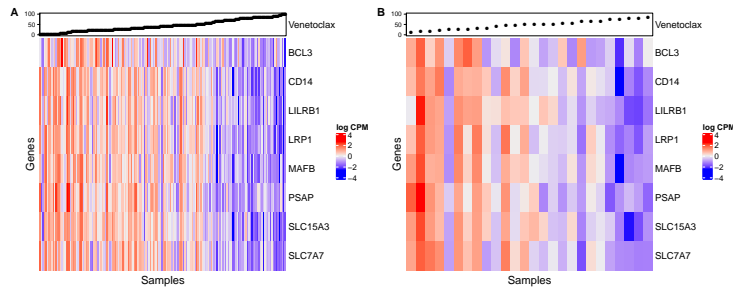 A
100
50
0
Venetoclax
BCL3
CD14
LILRB1
LRP1
MAFB
PSAP
SLC15A3
SLC7A7
Genes
Samples
log CPM
4
2
0
−2
−4
B
100
50
0
Venetoclax
BCL3
CD14
LILRB1
LRP1
MAFB
PSAP
SLC15A3
SLC7A7
Genes
Samples
log CPM
4
2
0
−2
−4